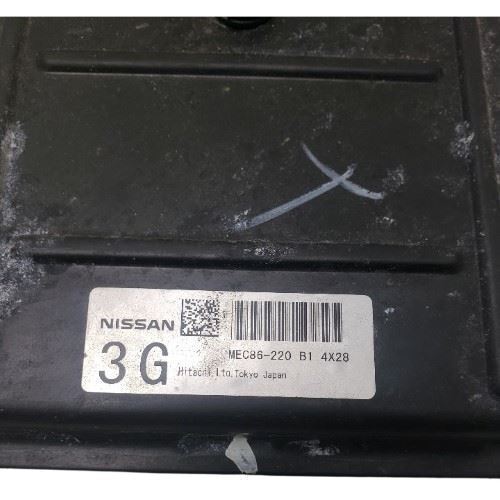 NISSAN
MEC86-220 B1 4X28
3G
Hitachi,Ltd.Tokyo Japan